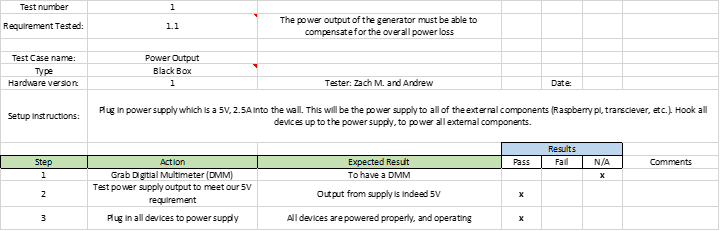 Test number 1
Requirement Tested: 1.1 The power output of the generator must be able to
compensate for the overall power loss
Test Case name: Power Output
Type Black Box
Hardware version: 1 Tester: Zach M. and Andrew Date:
Setup Instructions: Plug in power supply which is a 5V, 2.5A into the wall. This will be the power supply to all of the external components (Raspberry pi, transciever, etc.). Hook all
devices up to the power supply, to power all external components.
Results
Step Action Expected Result Pass Fail N/A Comments
1 Grab Digitial Multimeter (DMM) To have a DMM x
2 Test power supply output to meet our 5V
requirement Output from supply is indeed 5V x
3 Plug in all devices to power supply All devices are powered properly, and operating x